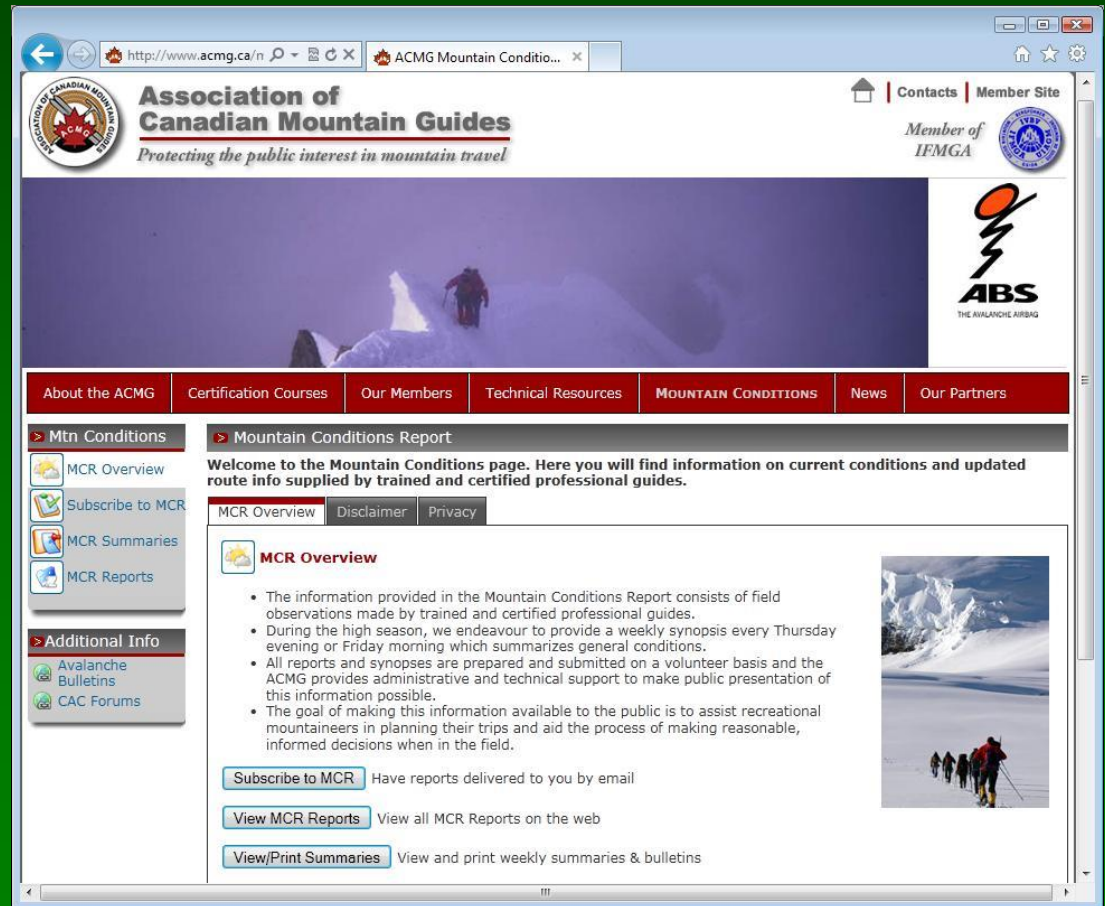 http://www.acmg.ca/n
ACMG Mountain Conditio...
ASSOCIATION OF CANADIAN MOUNTAIN GUIDES
ACMG
Association of
Canadian Mountain Guides
Protecting the public interest in mountain travel
Contacts | Member Site
Member of
IFMGA
ABS
THE AVALANCHE AIRBAG
About the ACMG
Certification Courses
Our Members
Technical Resources
MOUNTAIN CONDITIONS
News
Our Partners
Mtn Conditions
MCR Overview
Subscribe to MCR
MCR Summaries
MCR Reports
Additional Info
Avalanche
Bulletins
CAC Forums
Mountain Conditions Report
Welcome to the Mountain Conditions page. Here you will find information on current conditions and updated
route info supplied by trained and certified professional guides.
MCR Overview
Disclaimer
Privacy
MCR Overview
• The information provided in the Mountain Conditions Report consists of field
observations made by trained and certified professional guides.
• During the high season, we endeavour to provide a weekly synopsis every Thursday
evening or Friday morning which summarizes general conditions.
• All reports and synopses are prepared and submitted on a volunteer basis and the
ACMG provides administrative and technical support to make public presentation of
this information possible.
• The goal of making this information available to the public is to assist recreational
mountaineers in planning their trips and aid the process of making reasonable,
informed decisions when in the field.
Subscribe to MCR Have reports delivered to you by email
View MCR Reports View all MCR Reports on the web
View/Print Summaries View and print weekly summaries & bulletins